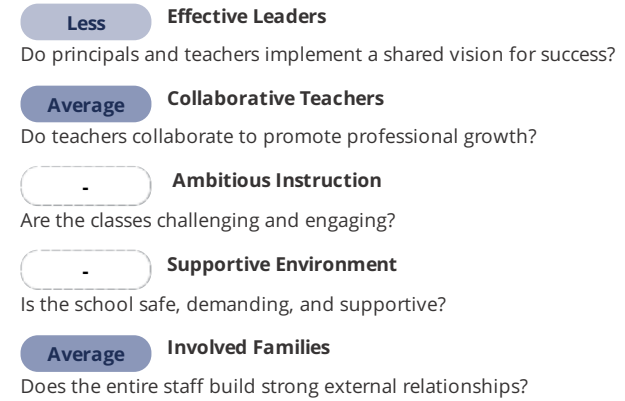 Less Effective Leaders
Do principals and teachers implement a shared vision for success?
Average Collaborative Teachers
Do teachers collaborate to promote professional growth?
- Ambitious Instruction
Are the classes challenging and engaging?
- Supportive Environment
Is the school safe, demanding, and supportive?
Average Involved Families
Does the entire staff build strong external relationships?